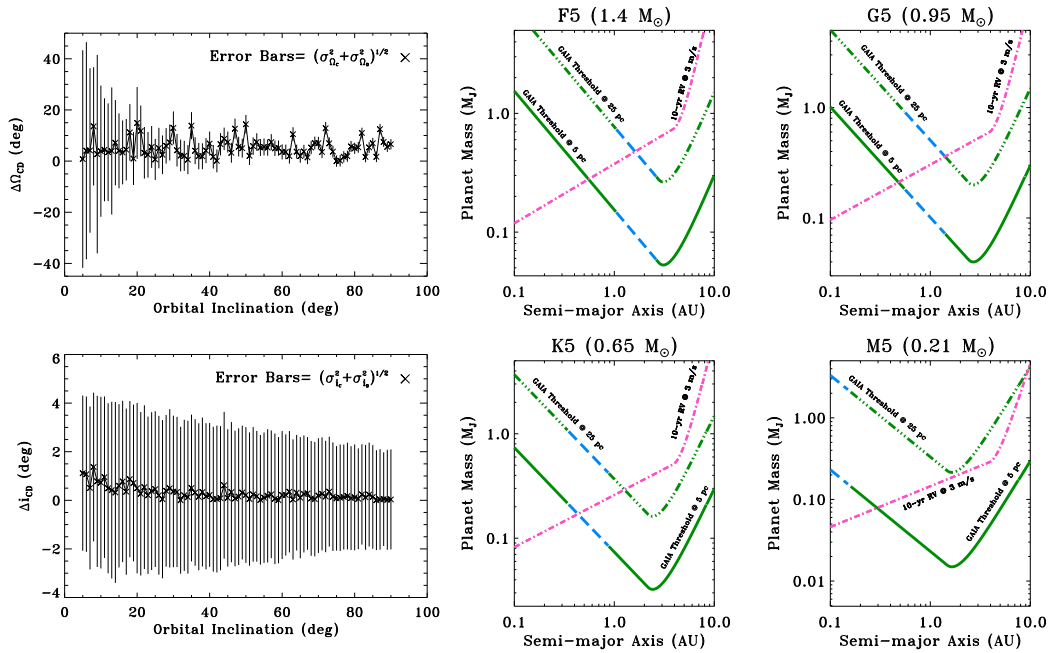 Error Bars= (σ²Ωc+σ²Ωs)^1/2 ×
ΔΩCD (deg)
40
20
0
−20
−40
0 20 40 60 80 100
Orbital Inclination (deg)
F5 (1.4 M⊙)
GAIA Threshold @ 25 pc
GAIA Threshold @ 5 pc
10−yr RV @ 3 m/s
Planet Mass (MJ)
1.0
0.1
0.1 1.0 10.0
Semi−major Axis (AU)
G5 (0.95 M⊙)
GAIA Threshold @ 25 pc
GAIA Threshold @ 5 pc
10−yr RV @ 3 m/s
Planet Mass (MJ)
1.0
0.1
0.1 1.0 10.0
Semi−major Axis (AU)
Error Bars= (σ²ic+σ²is)^1/2 ×
ΔiCD (deg)
6
4
2
0
−2
−4
0 20 40 60 80 100
Orbital Inclination (deg)
K5 (0.65 M⊙)
GAIA Threshold @ 25 pc
10−yr RV @ 3 m/s
GAIA Threshold @ 5 pc
Planet Mass (MJ)
1.0
0.1
0.1 1.0 10.0
Semi−major Axis (AU)
M5 (0.21 M⊙)
GAIA Threshold @ 25 pc
10−yr RV @ 3 m/s
GAIA Threshold @ 5 pc
Planet Mass (MJ)
1.00
0.10
0.01
0.1 1.0 10.0
Semi−major Axis (AU)